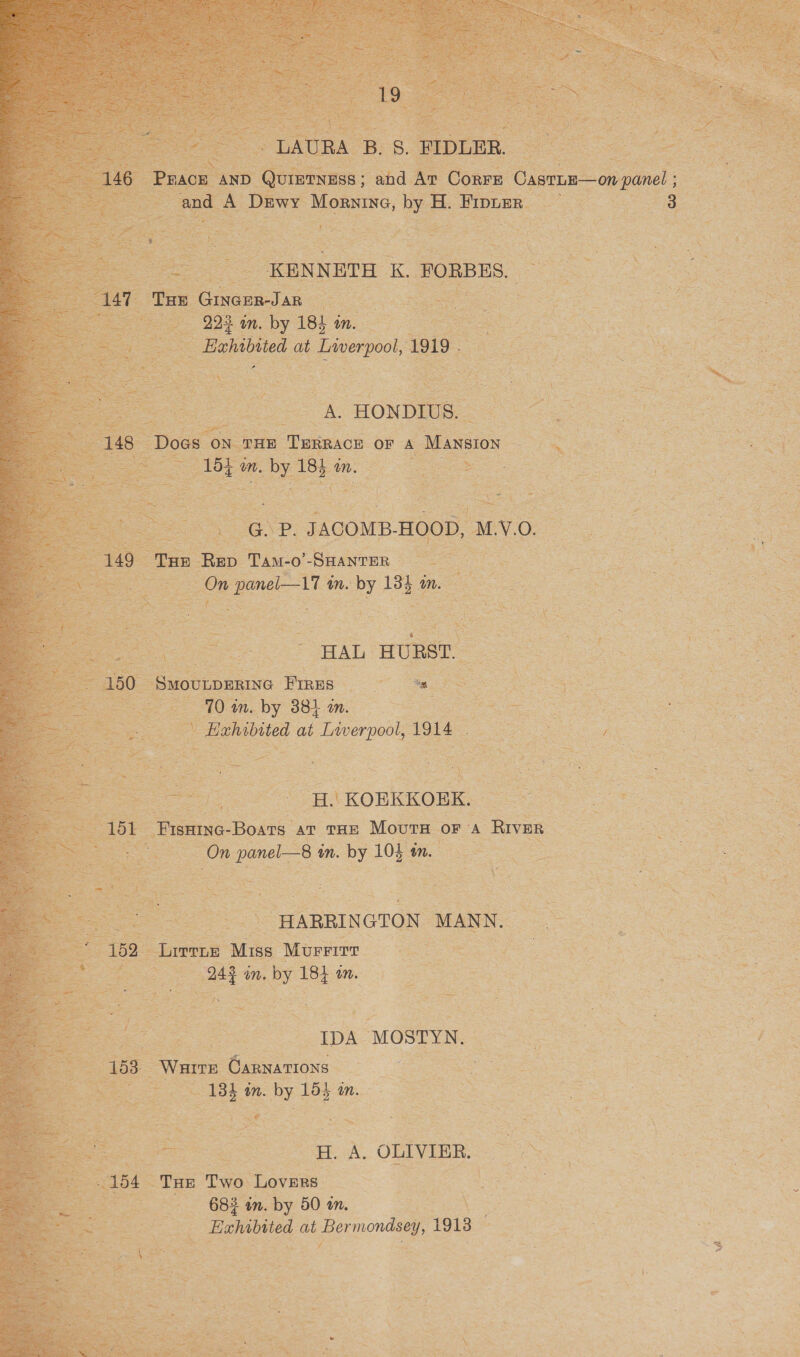 19
LAURA B. S. FIDLER.
146 PEACE AND QUIETNESS; and AT CORFE CASTLE—on panel;
and A DEWY MORNING, by H. FIDLER 3
KENNETH K. FORBES.
147 THE GINGER-JAR
22¾ in. by 18½ in.
Exhibited at Liverpool, 1919
A. HONDIUS.
148 DOGS ON THE TERRACE OF A MANSION
15½ in. by 18½ in.
G. P. JACOMB-HOOD, M.V.O.
149 THE RED TAM-O'-SHANTER
On panel—17 in. by 13½ in.
HAL HURST.
150 SMOULDERING FIRES
70 in. by 38½ in.
Exhibited at Liverpool, 1914
H. KOEKKOEK.
151 FISHING-BOATS AT THE MOUTH OF A RIVER
On panel—8 in. by 10½ in.
HARRINGTON MANN.
152 LITTLE MISS MURFITT
24¾ in. by 18½ in.
IDA MOSTYN.
153 WHITE CARNATIONS
13½ in. by 15½ in.
H. A. OLIVIER.
154 THE TWO LOVERS
68¾ in. by 50 in.
Exhibited at Bermondsey, 1913